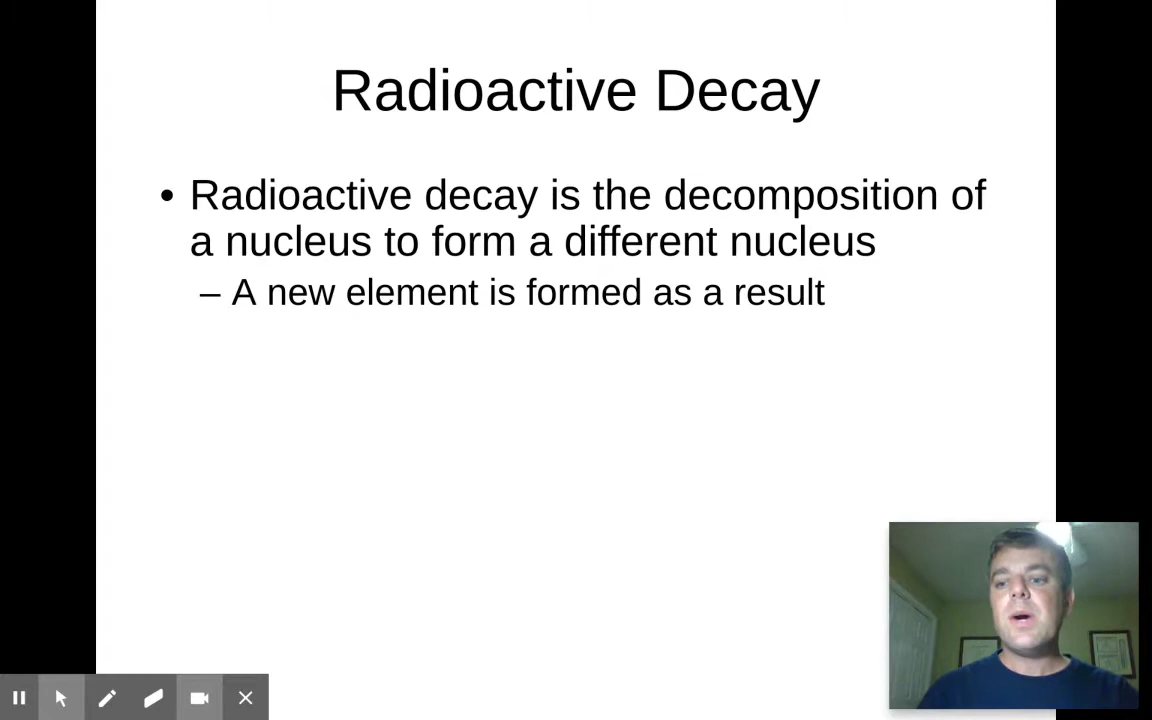 Radioactive Decay
• Radioactive decay is the decomposition of
a nucleus to form a different nucleus
– A new element is formed as a result